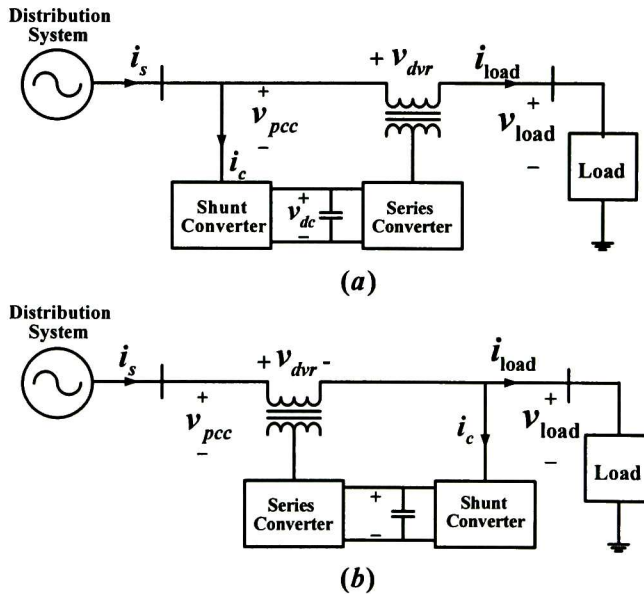 Distribution
System
i_s
+ v_dvr
i_load
+
v_pcc
-
+
v_load
-
i_c
Shunt
Converter
+
v_dc
-
Series
Converter
Load
(a)
Distribution
System
i_s
+ v_dvr -
i_load
+
v_pcc
-
i_c
+
v_load
-
Series
Converter
+
-
Shunt
Converter
Load
(b)